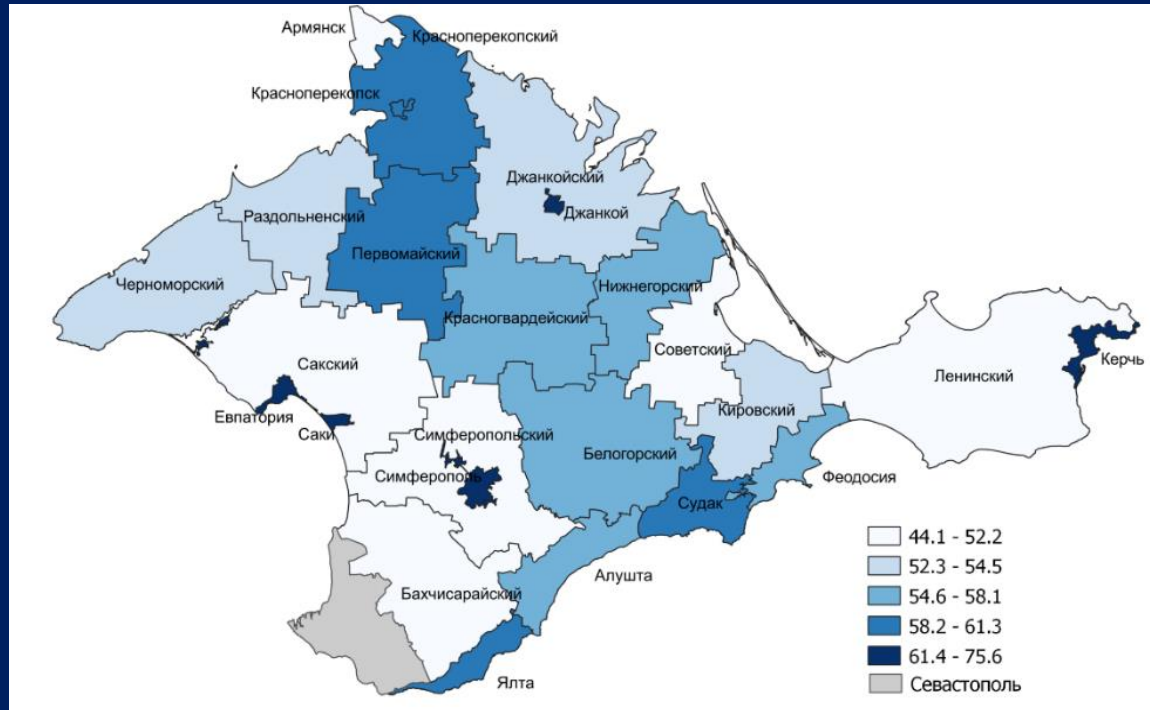 Армянск
Красноперекопский
Красноперекопск
Джанкойский
Джанкой
Раздольненский
Первомайский
Черноморский
Нижнегорский
Красногвардейский
Советский
Сакский
Ленинский
Керчь
Кировский
Евпатория
Саки
Симферопольский
Белогорский
Симферополь
Феодосия
Судак
Алушта
Бахчисарайский
Ялта
44.1 - 52.2
52.3 - 54.5
54.6 - 58.1
58.2 - 61.3
61.4 - 75.6
Севастополь